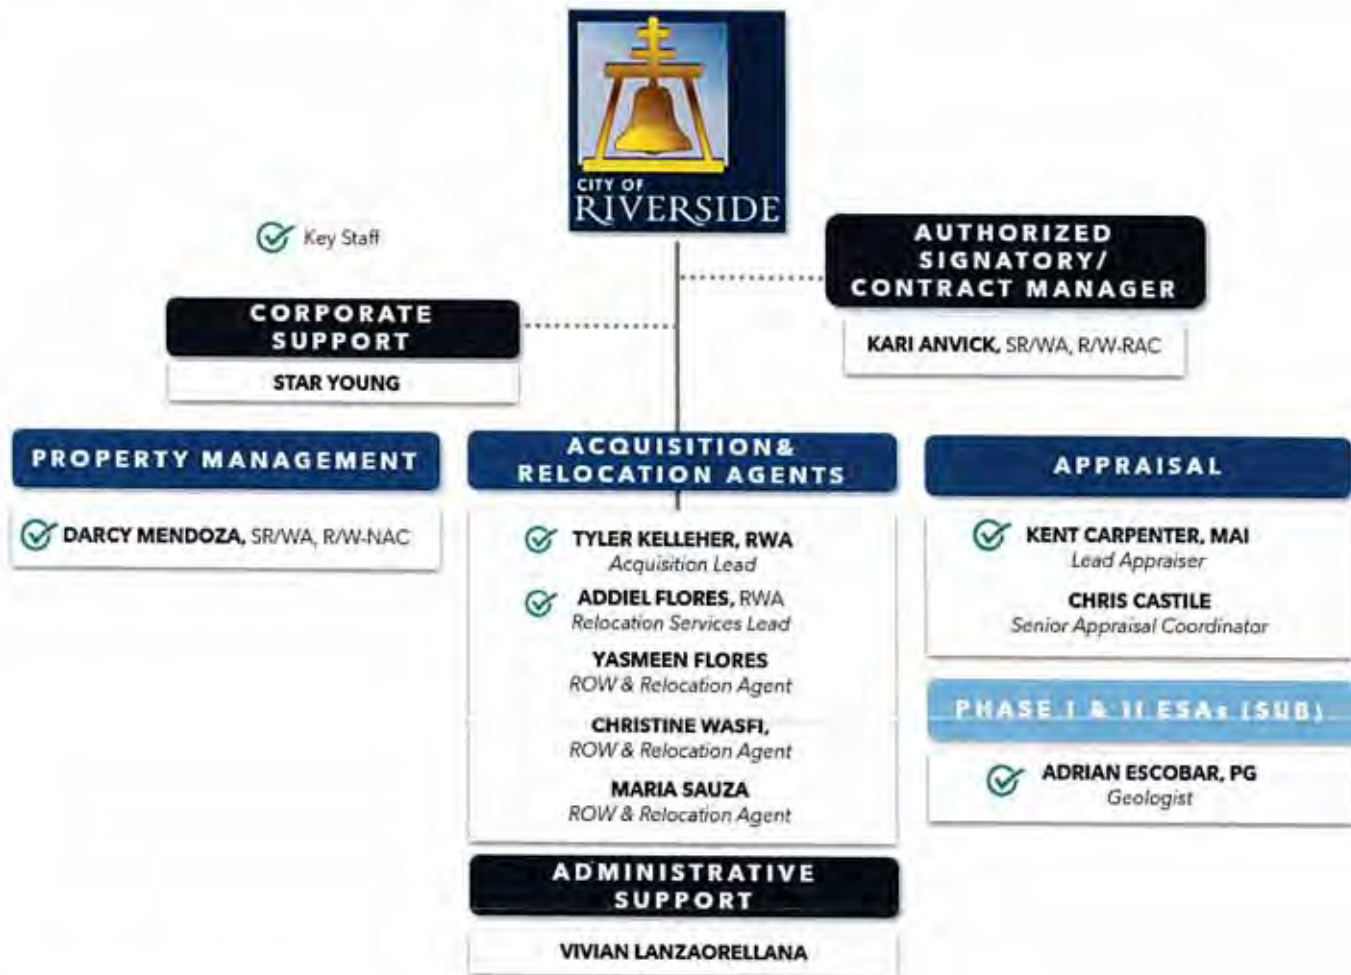 CITY OF
RIVERSIDE
Key Staff
AUTHORIZED
SIGNATORY/
CONTRACT MANAGER
KARI ANVICK, SR/WA, R/W-RAC
CORPORATE
SUPPORT
STAR YOUNG
PROPERTY MANAGEMENT
DARCY MENDOZA, SR/WA, R/W-NAC
ACQUISITION&
RELOCATION AGENTS
TYLER KELLEHER, RWA
Acquisition Lead
ADDIEL FLORES, RWA
Relocation Services Lead
YASMEEN FLORES
ROW & Relocation Agent
CHRISTINE WASFI,
ROW & Relocation Agent
MARIA SAUZA
ROW & Relocation Agent
APPRAISAL
KENT CARPENTER, MAI
Lead Appraiser
CHRIS CASTILE
Senior Appraisal Coordinator
PHASE I & II ESAs (SUB)
ADRIAN ESCOBAR, PG
Geologist
ADMINISTRATIVE
SUPPORT
VIVIAN LANZAORELLANA